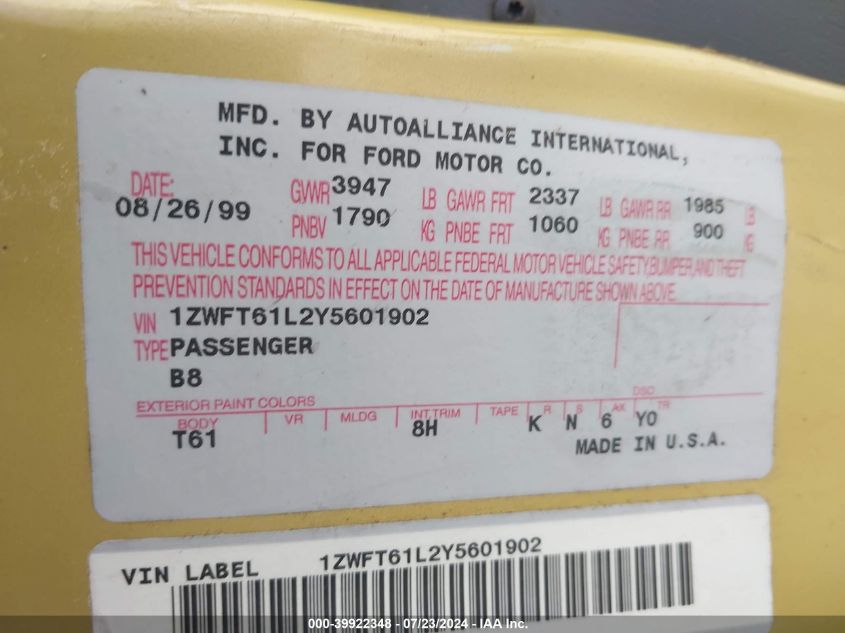 MFD. BY AUTOALLIANCE INTERNATIONAL,
INC. FOR FORD MOTOR CO.
DATE: GVWR 3947 LB GAWR FRT 2337 LB GAWR RR 1985 LB
08/26/99 PNBV 1790 KG PNBE FRT 1060 KG PNBE RR 900 KG
THIS VEHICLE CONFORMS TO ALL APPLICABLE FEDERAL MOTOR VEHICLE SAFETY, BUMPER, AND THEFT
PREVENTION STANDARDS IN EFFECT ON THE DATE OF MANUFACTURE SHOWN ABOVE.
VIN 1ZWFT61L2Y5601902
TYPE PASSENGER
B8
DSO
EXTERIOR PAINT COLORS
BODY VR MLDG INT. TRIM TAPE R S AX TR
T61 8H K N 6 Y0
MADE IN U.S.A.
VIN LABEL 1ZWFT61L2Y5601902
000-39922348 - 07/23/2024 - IAA Inc.